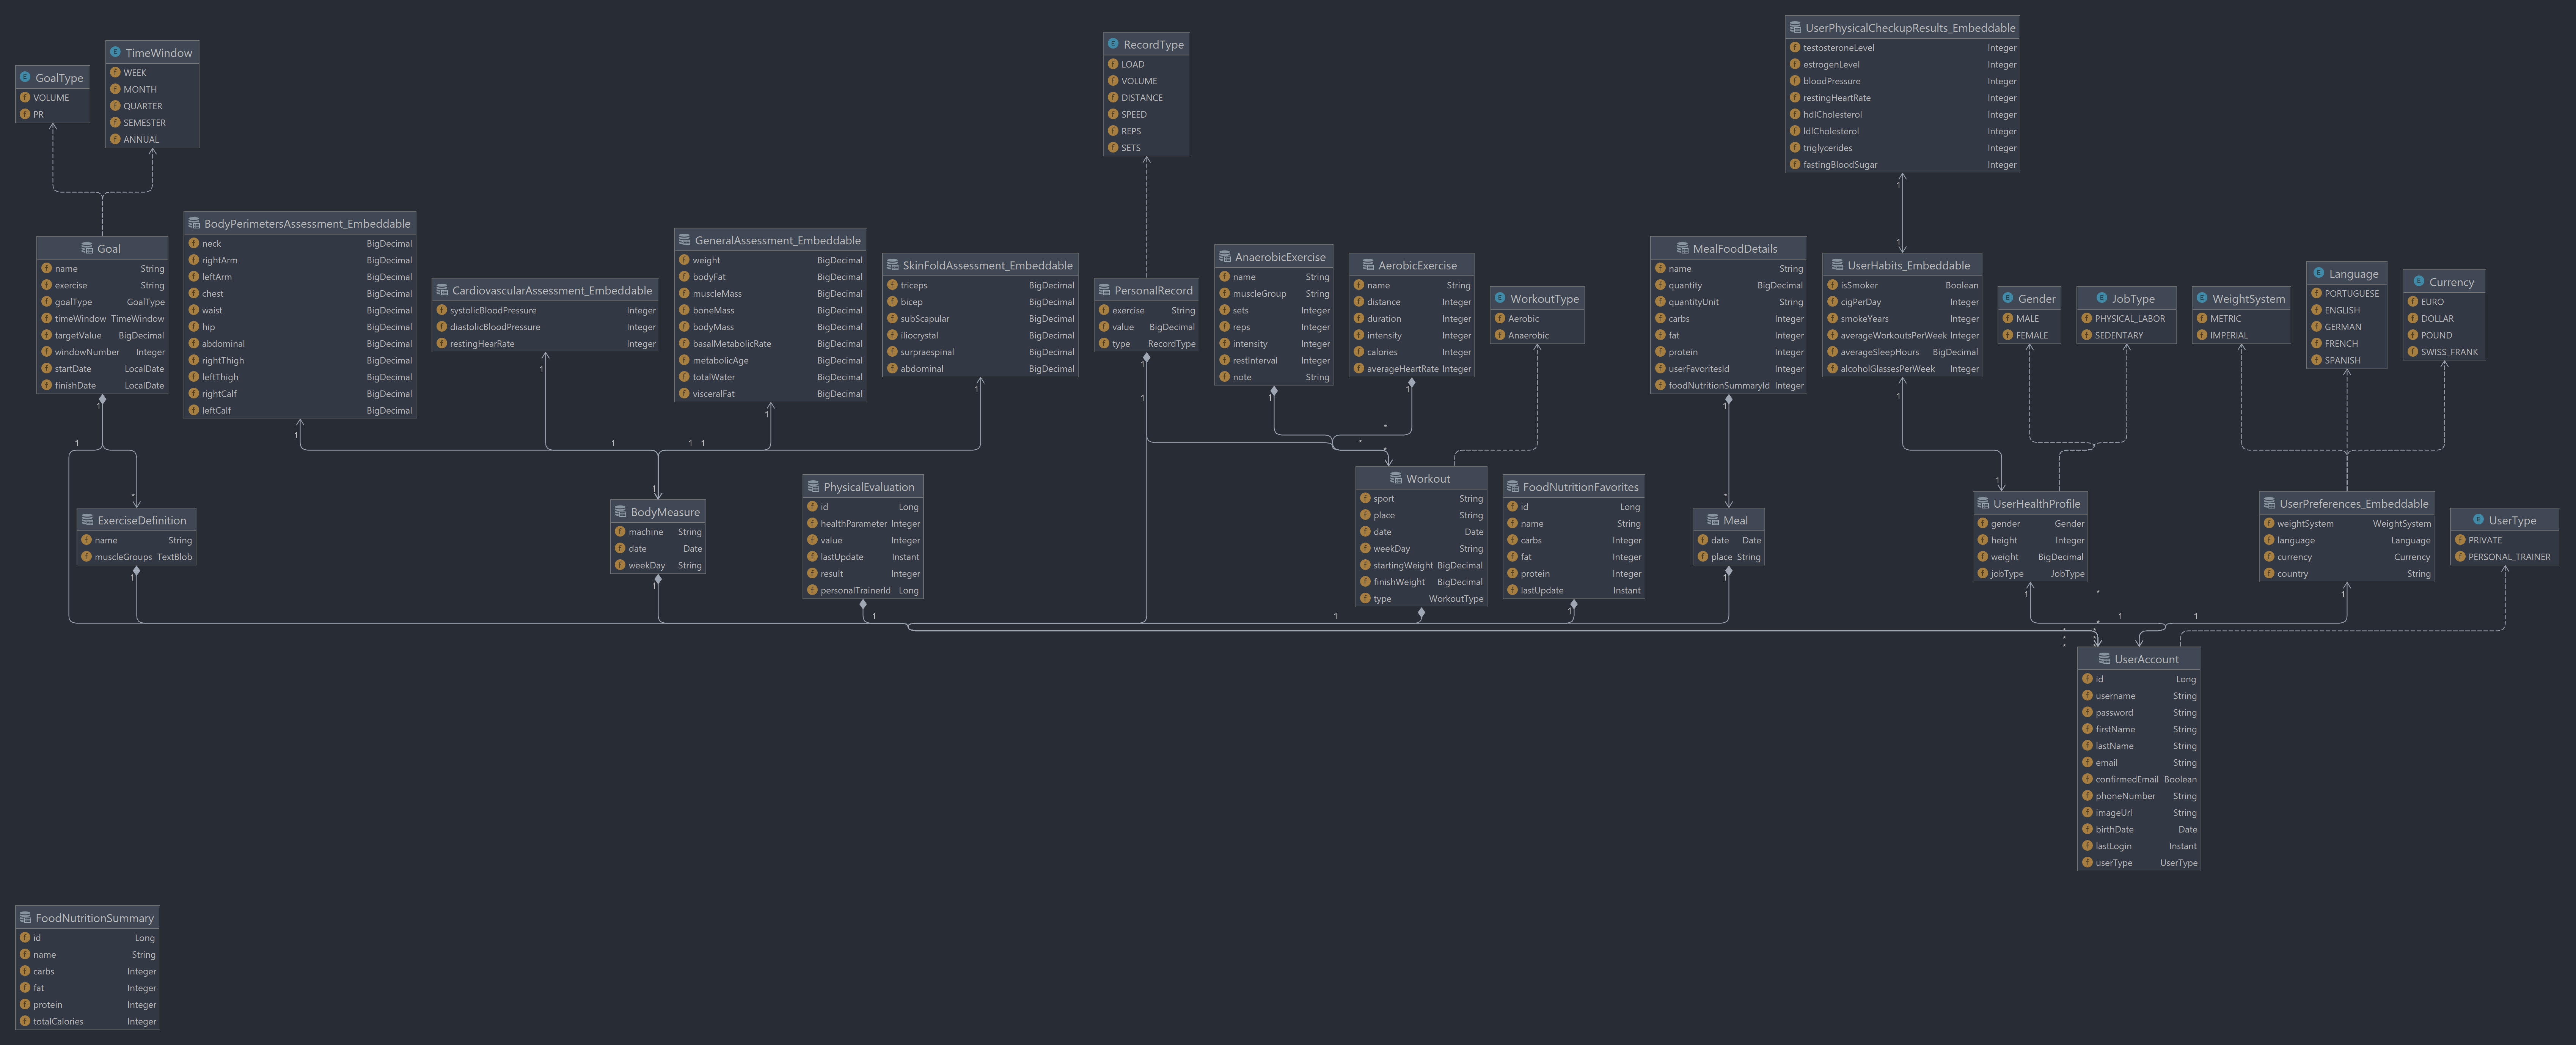 GoalType
VOLUME
PR
TimeWindow
WEEK
MONTH
QUARTER
SEMESTER
ANNUAL
RecordType
LOAD
VOLUME
DISTANCE
SPEED
REPS
SETS
UserPhysicalCheckupResults_Embeddable
testosteroneLevel Integer
estrogenLevel Integer
bloodPressure Integer
restingHeartRate Integer
hdlCholesterol Integer
ldlCholesterol Integer
triglycerides Integer
fastingBloodSugar Integer
Goal
name String
exercise String
goalType GoalType
timeWindow TimeWindow
targetValue BigDecimal
windowNumber Integer
startDate LocalDate
finishDate LocalDate
BodyPerimetersAssessment_Embeddable
neck BigDecimal
rightArm BigDecimal
leftArm BigDecimal
chest BigDecimal
waist BigDecimal
hip BigDecimal
abdominal BigDecimal
rightThigh BigDecimal
leftThigh BigDecimal
rightCalf BigDecimal
leftCalf BigDecimal
CardiovascularAssessment_Embeddable
systolicBloodPressure Integer
diastolicBloodPressure Integer
restingHearRate Integer
GeneralAssessment_Embeddable
weight BigDecimal
bodyFat BigDecimal
muscleMass BigDecimal
boneMass BigDecimal
bodyMass BigDecimal
basalMetabolicRate BigDecimal
metabolicAge BigDecimal
totalWater BigDecimal
visceralFat BigDecimal
SkinFoldAssessment_Embeddable
triceps BigDecimal
bicep BigDecimal
subScapular BigDecimal
iliocrystal BigDecimal
surpraespinal BigDecimal
abdominal BigDecimal
PersonalRecord
exercise String
value BigDecimal
type RecordType
AnaerobicExercise
name String
muscleGroup String
sets Integer
reps Integer
intensity Integer
restInterval Integer
note String
AerobicExercise
name String
distance Integer
duration Integer
intensity Integer
calories Integer
averageHeartRate Integer
WorkoutType
Aerobic
Anaerobic
MealFoodDetails
name String
quantity BigDecimal
quantityUnit String
carbs Integer
fat Integer
protein Integer
userFavoritesId Integer
foodNutritionSummaryId Integer
UserHabits_Embeddable
isSmoker Boolean
cigPerDay Integer
smokeYears Integer
averageWorkoutsPerWeek Integer
averageSleepHours BigDecimal
alcoholGlassesPerWeek Integer
Gender
MALE
FEMALE
JobType
PHYSICAL_LABOR
SEDENTARY
WeightSystem
METRIC
IMPERIAL
Language
PORTUGUESE
ENGLISH
GERMAN
FRENCH
SPANISH
Currency
EURO
DOLLAR
POUND
SWISS_FRANK
ExerciseDefinition
name String
muscleGroups TextBlob
BodyMeasure
machine String
date Date
weekDay String
PhysicalEvaluation
id Long
healthParameter Integer
value Integer
lastUpdate Instant
result Integer
personalTrainerId Long
Workout
sport String
place String
date Date
weekDay String
startingWeight BigDecimal
finishWeight BigDecimal
type WorkoutType
FoodNutritionFavorites
id Long
name String
carbs Integer
fat Integer
protein Integer
lastUpdate Instant
Meal
date Date
place String
UserHealthProfile
gender Gender
height Integer
weight BigDecimal
jobType JobType
UserPreferences_Embeddable
weightSystem WeightSystem
language Language
currency Currency
country String
UserType
PRIVATE
PERSONAL_TRAINER
UserAccount
id Long
username String
password String
firstName String
lastName String
email String
confirmedEmail Boolean
phoneNumber String
imageUrl String
birthDate Date
lastLogin Instant
userType UserType
FoodNutritionSummary
id Long
name String
carbs Integer
fat Integer
protein Integer
totalCalories Integer